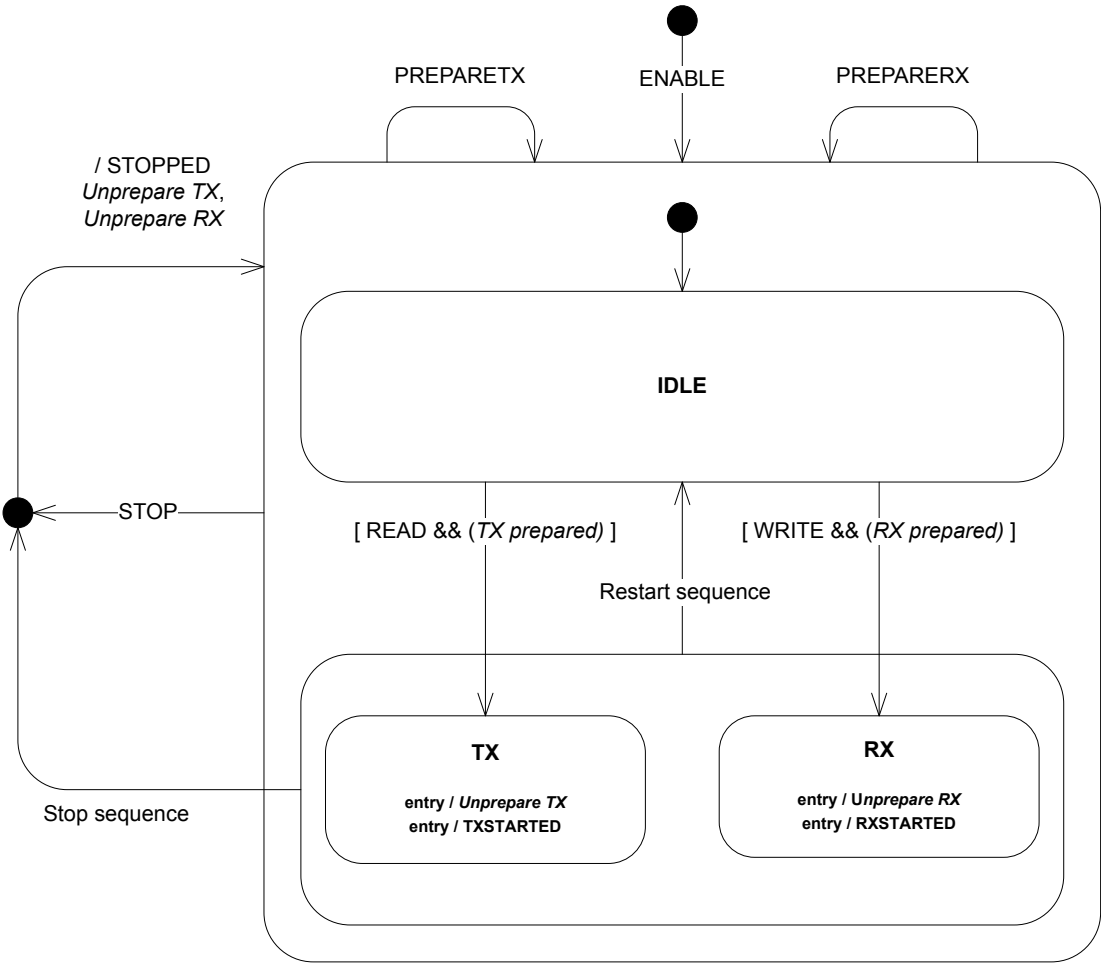 PREPARETX
ENABLE
PREPARERX
/ STOPPED
Unprepare TX,
Unprepare RX
IDLE
STOP
[ READ && (TX prepared) ]
[ WRITE && (RX prepared) ]
Restart sequence
TX
entry / Unprepare TX
entry / TXSTARTED
RX
entry / Unprepare RX
entry / RXSTARTED
Stop sequence